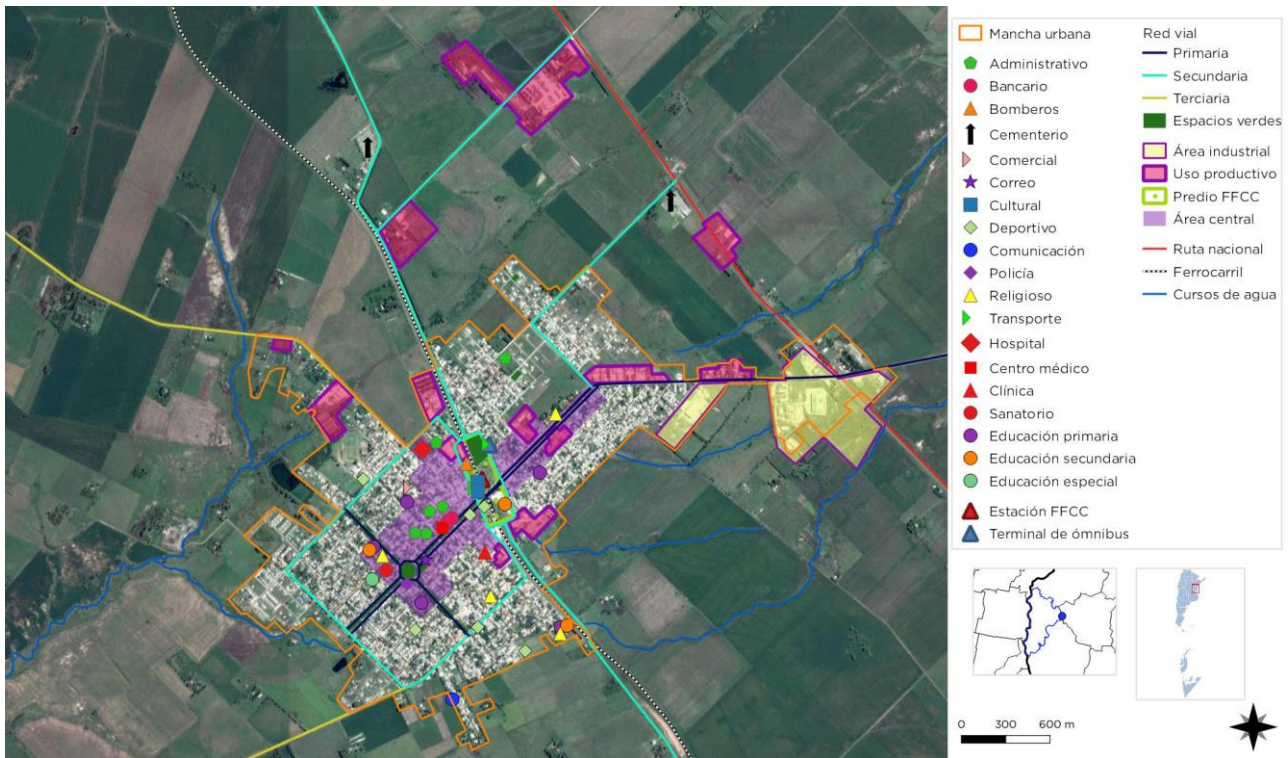 Mancha urbana
Administrativo
Bancario
Bomberos
Cementerio
Comercial
Correo
Cultural
Deportivo
Comunicación
Policía
Religioso
Transporte
Hospital
Centro médico
Clínica
Sanatorio
Educación primaria
Educación secundaria
Educación especial
Estación FFCC
Terminal de ómnibus
Red vial
Primaria
Secundaria
Terciaria
Espacios verdes
Área industrial
Uso productivo
Predio FFCC
Área central
Ruta nacional
Ferrocarril
Cursos de agua
0 300 600 m